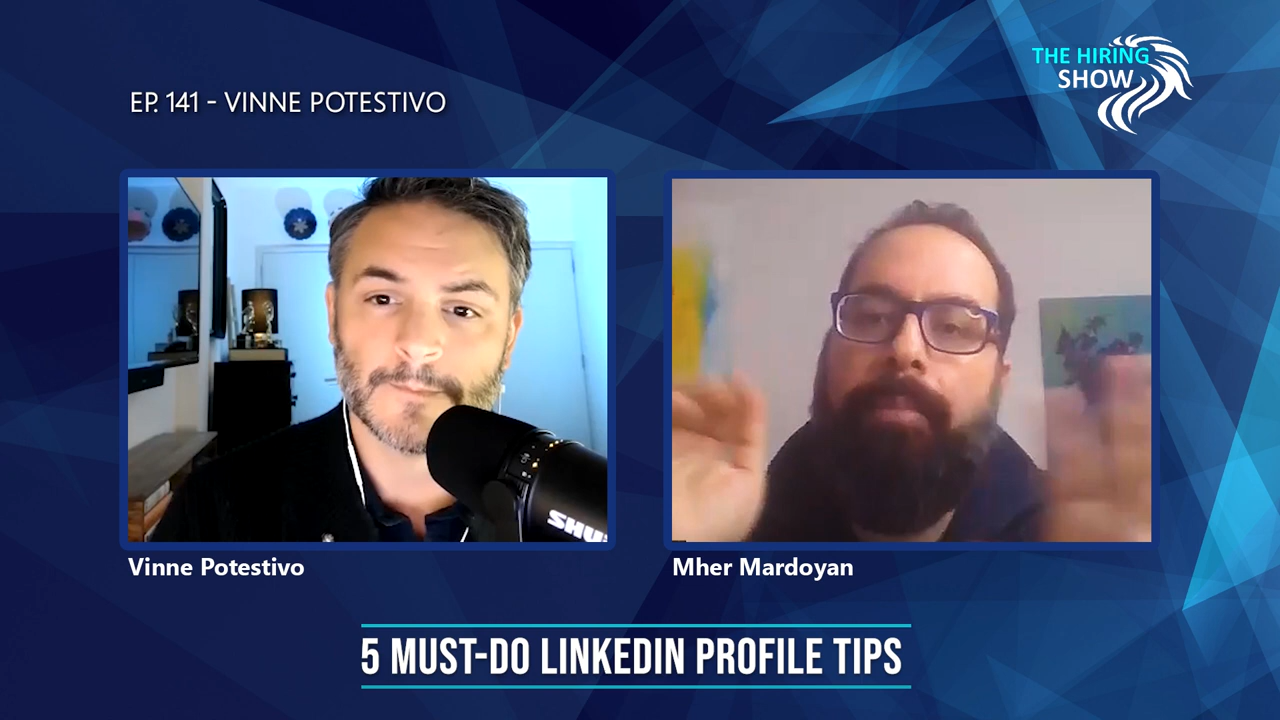 THE HIRING
SHOW
EP. 141 - VINNE POTESTIVO
Vinne Potestivo
Mher Mardoyan
5 MUST-DO LINKEDIN PROFILE TIPS